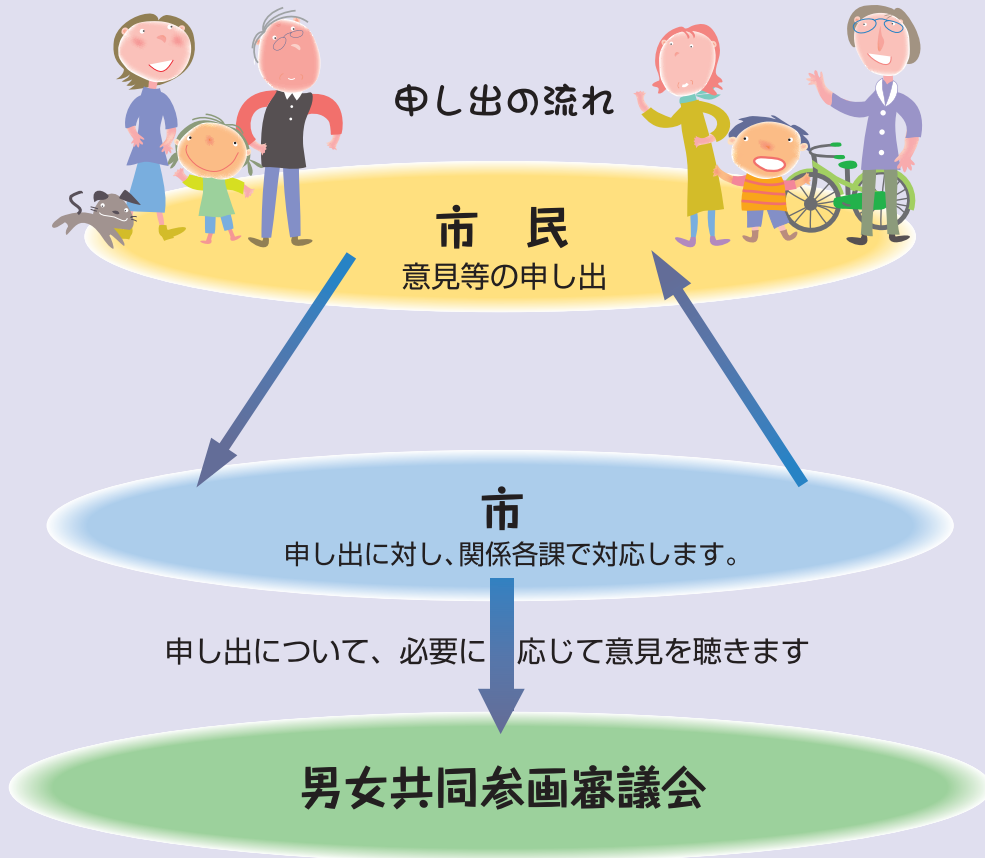 申し出の流れ
市　民
意見等の申し出
市
申し出に対し、関係各課で対応します。
申し出について、必要に応じて意見を聴きます
男女共同参画審議会